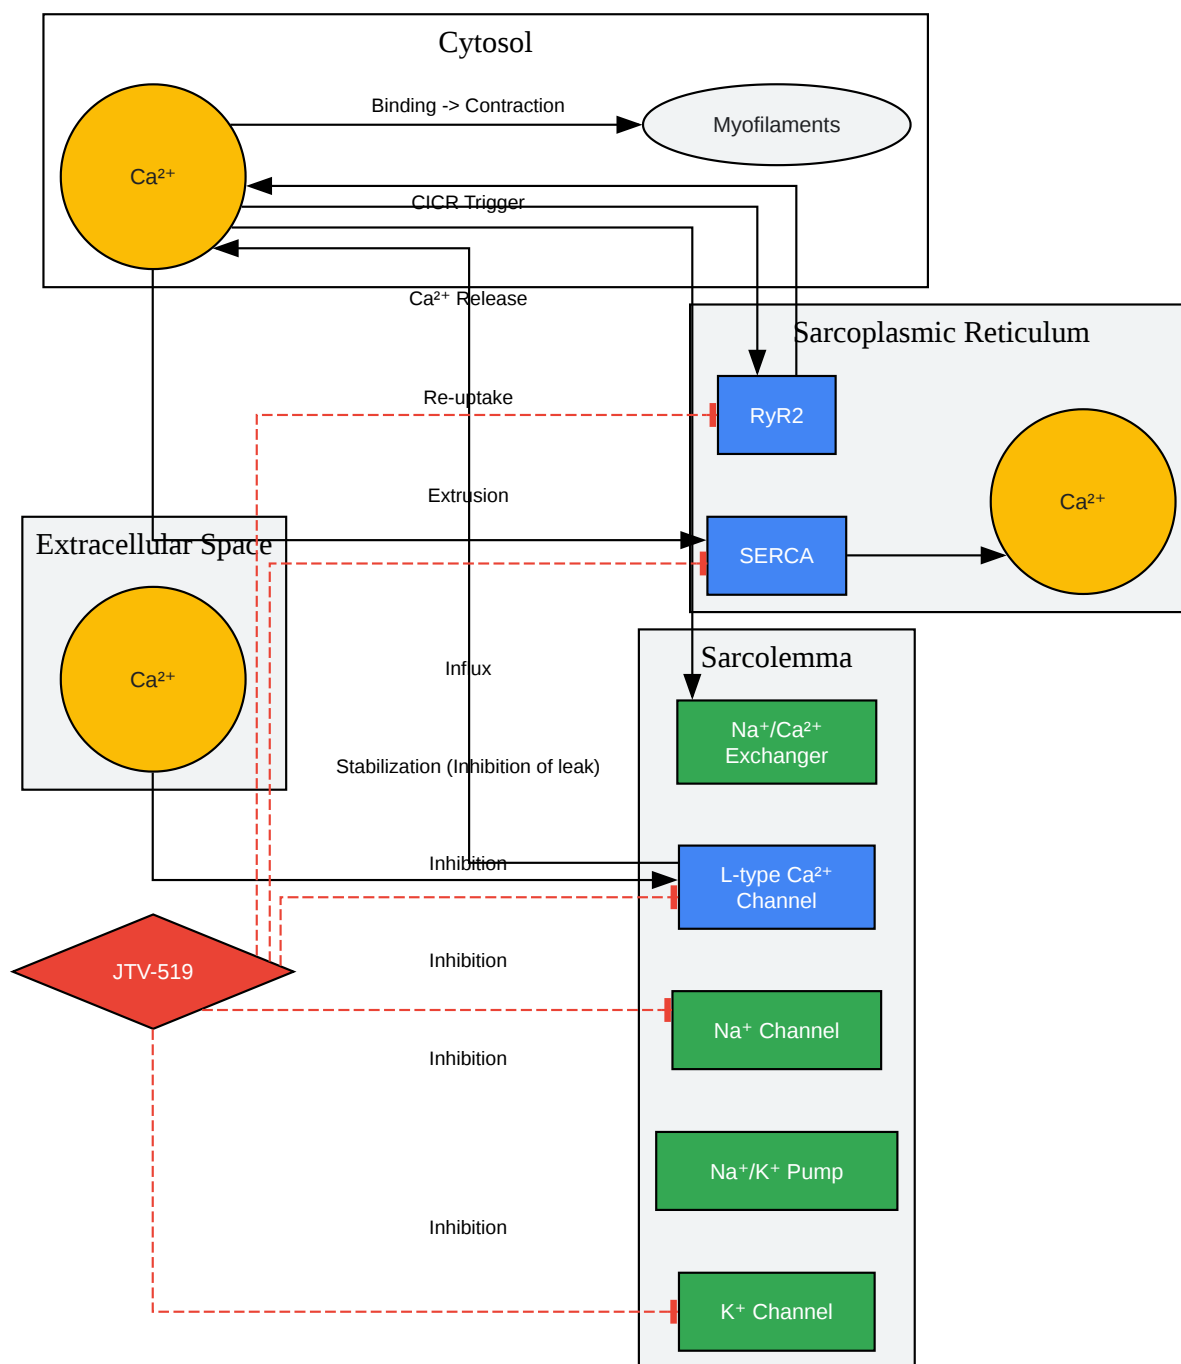 Cytosol
Binding -> Contraction
Myofilaments
Ca²⁺
CICR Trigger
Ca²⁺ Release
Sarcoplasmic Reticulum
Re-uptake
RyR2
Extrusion
Ca²⁺
Extracellular Space
SERCA
Influx
Sarcolemma
Ca²⁺
Na⁺/Ca²⁺
Exchanger
Stabilization (Inhibition of leak)
Inhibition
L-type Ca²⁺
Channel
JTV-519
Inhibition
Na⁺ Channel
Inhibition
Na⁺/K⁺ Pump
Inhibition
K⁺ Channel